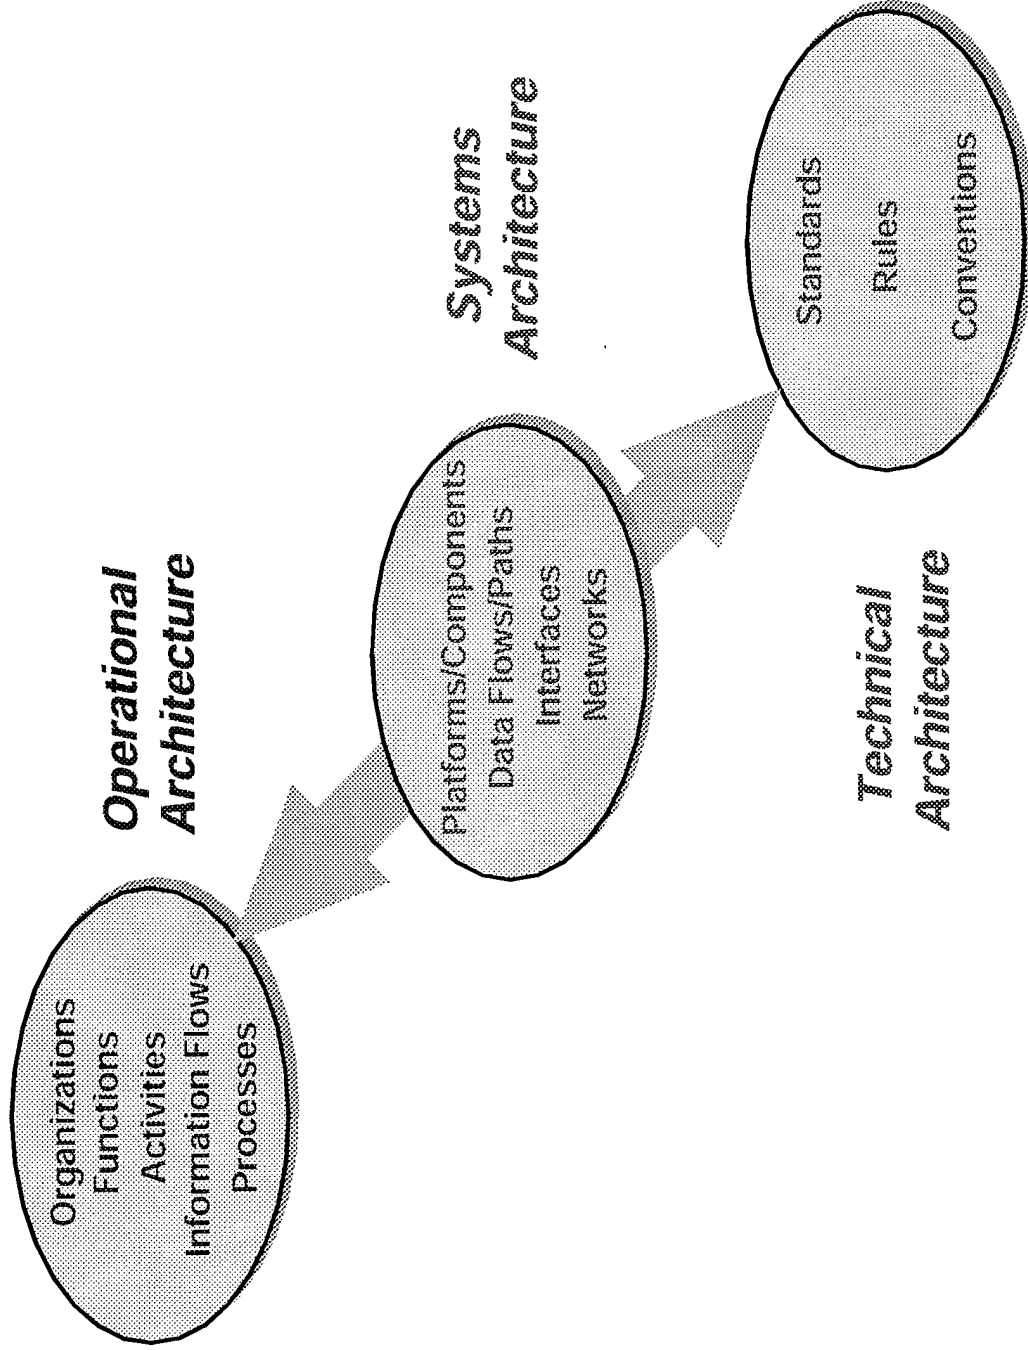 Organizations
Functions
Activities
Information Flows
Processes
Operational
Architecture
Platforms/Components
Data Flows/Paths
Interfaces
Networks
Systems
Architecture
Technical
Architecture
Standards
Rules
Conventions